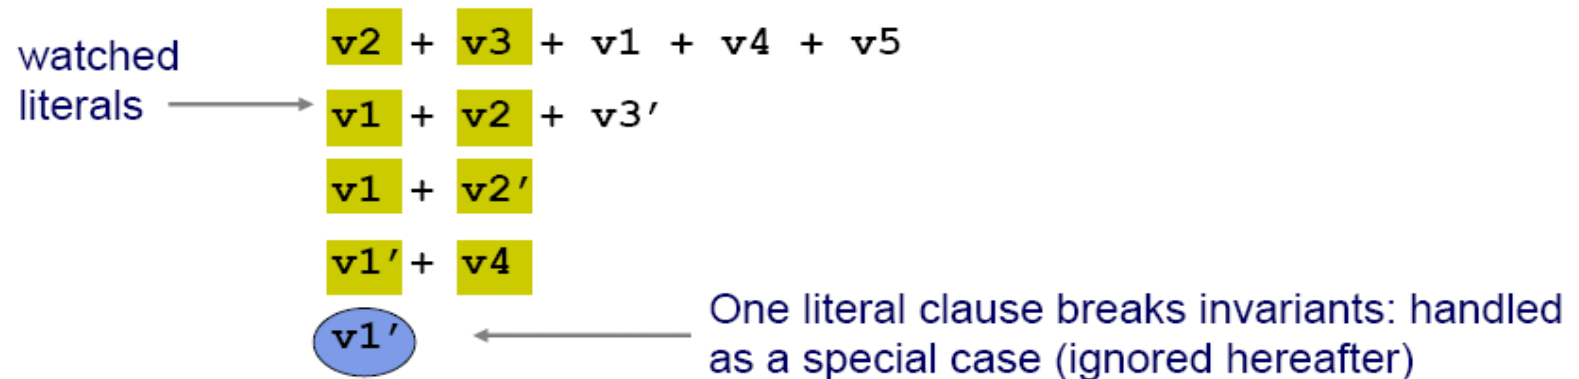 watched
literals
v2 + v3 + v1 + v4 + v5
v1 + v2 + v3′
v1 + v2′
v1′ + v4
v1′
One literal clause breaks invariants: handled
as a special case (ignored hereafter)